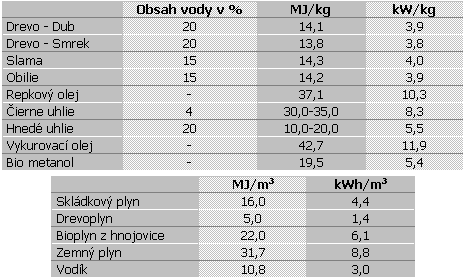 Obsah vody v % MJ/kg kW/kg
Drevo - Dub 20 14,1 3,9
Drevo - Smrek 20 13,8 3,8
Slama 15 14,3 4,0
Obilie 15 14,2 3,9
Repkový olej - 37,1 10,3
Čierne uhlie 4 30,0-35,0 8,3
Hnedé uhlie 20 10,0-20,0 5,5
Vykurovací olej - 42,7 11,9
Bio metanol - 19,5 5,4
MJ/m³ kWh/m³
Skládkový plyn 16,0 4,4
Drevoplyn 5,0 1,4
Bioplyn z hnojovice 22,0 6,1
Zemný plyn 31,7 8,8
Vodík 10,8 3,0